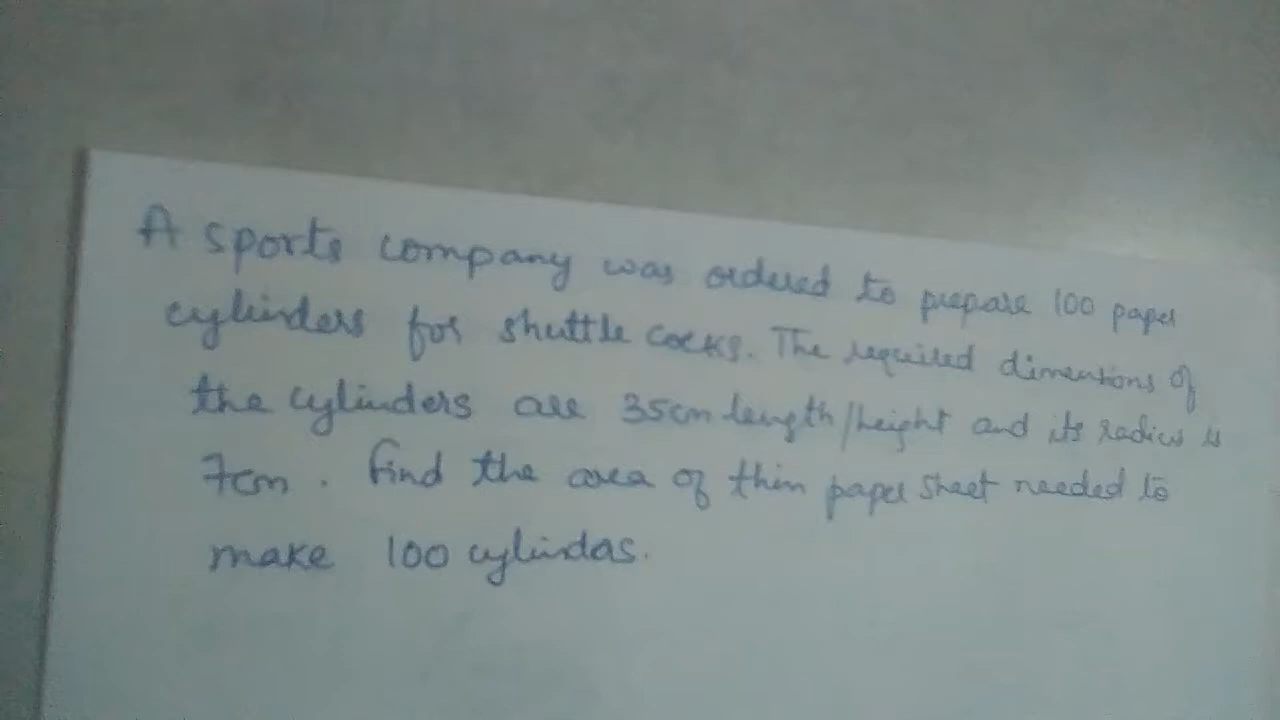 A sports company was ordered to prepare 100 paper
cylinders for shuttle cocks. The required dimensions of
the cylinders are 35cm length/height and its radius is
7cm. Find the area of thin paper sheet needed to
make 100 cylindas.